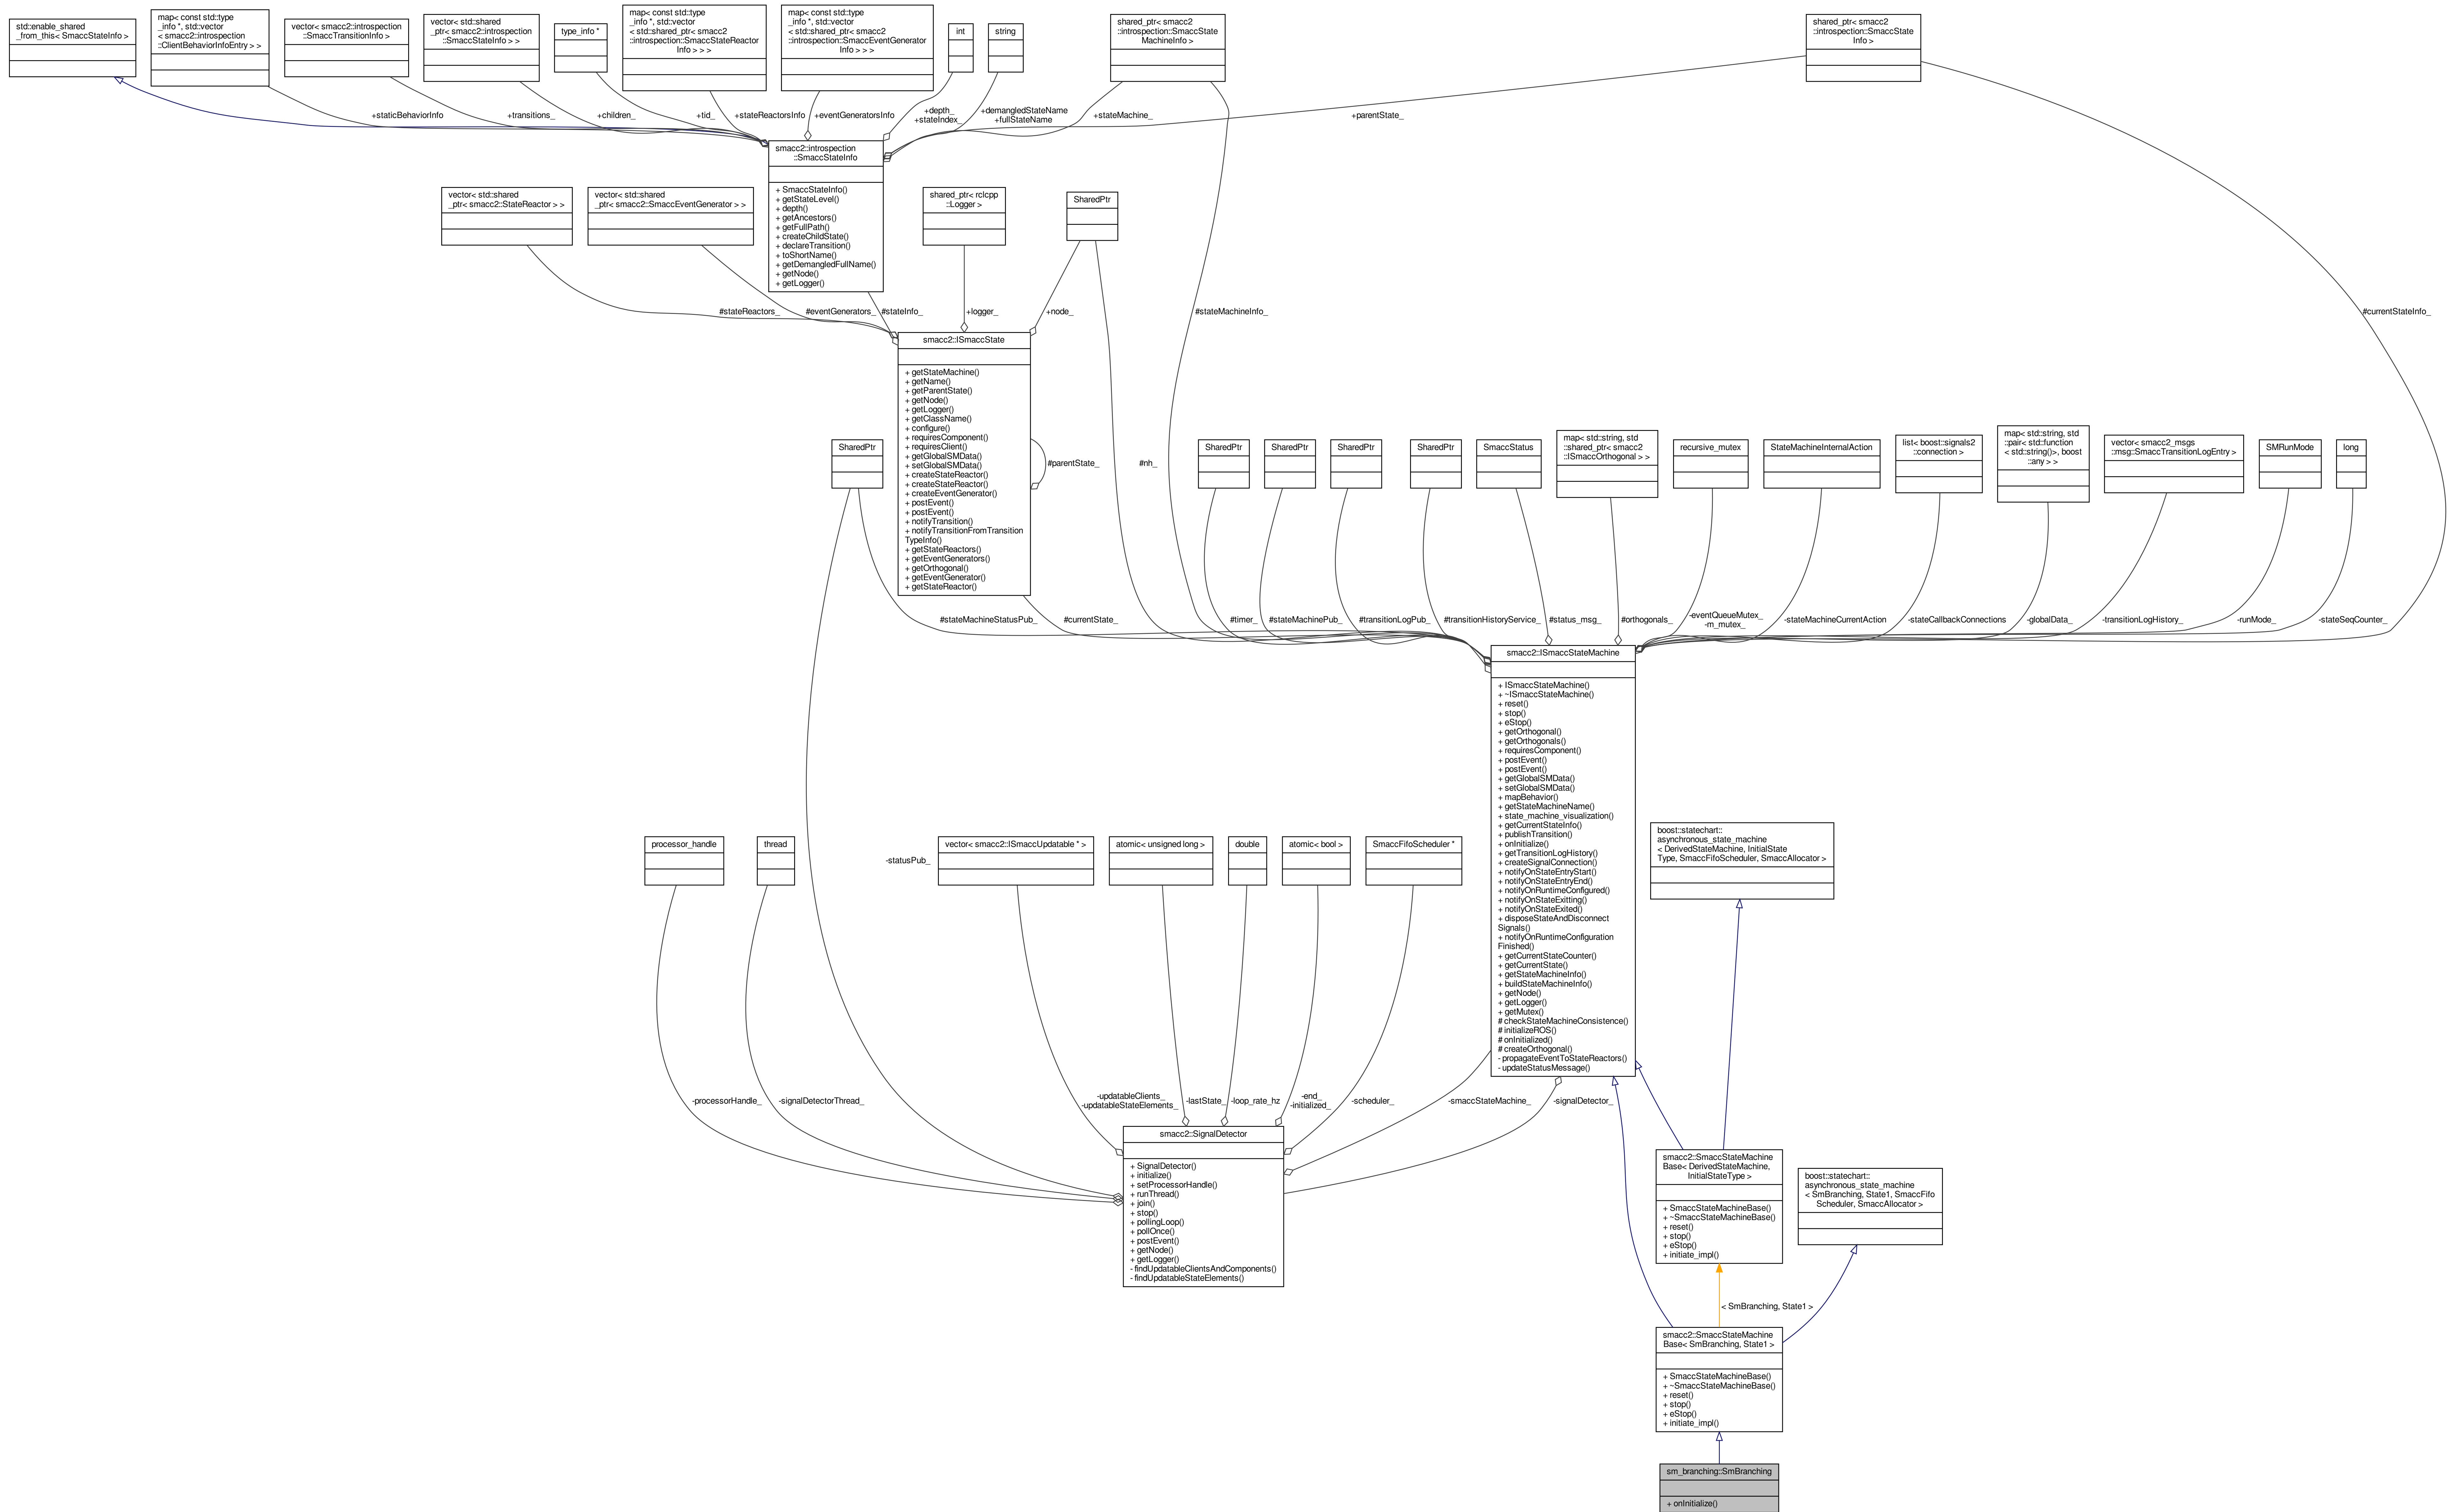 std::enable_shared
_from_this< SmaccStateInfo >
map< const std::type
_info *, std::vector
< smacc2::introspection
::ClientBehaviorInfoEntry > >
vector< smacc2::introspection
::SmaccTransitionInfo >
vector< std::shared
_ptr< smacc2::introspection
::SmaccStateInfo > >
type_info *
map< const std::type
_info *, std::vector
< std::shared_ptr< smacc2
::introspection::SmaccStateReactor
Info > > >
map< const std::type
_info *, std::vector
< std::shared_ptr< smacc2
::introspection::SmaccEventGenerator
Info > > >
int
string
shared_ptr< smacc2
::introspection::SmaccState
MachineInfo >
shared_ptr< smacc2
::introspection::SmaccState
Info >
+staticBehaviorInfo
+transitions_
+children_
+tid_
+stateReactorsInfo
+eventGeneratorsInfo
+depth_
+stateIndex_
+demangledStateName
+fullStateName
+stateMachine_
+parentState_
smacc2::introspection
::SmaccStateInfo
+ SmaccStateInfo()
+ getStateLevel()
+ depth()
+ getAncestors()
+ getFullPath()
+ createChildState()
+ declareTransition()
+ toShortName()
+ getDemangledFullName()
+ getNode()
+ getLogger()
vector< std::shared
_ptr< smacc2::StateReactor > >
vector< std::shared
_ptr< smacc2::SmaccEventGenerator > >
shared_ptr< rclcpp
::Logger >
SharedPtr
#stateReactors_
#eventGenerators_
#stateInfo_
+logger_
+node_
#stateMachineInfo_
#currentStateInfo_
smacc2::ISmaccState
+ getStateMachine()
+ getName()
+ getParentState()
+ getNode()
+ getLogger()
+ getClassName()
+ configure()
+ requiresComponent()
+ requiresClient()
+ getGlobalSMData()
+ setGlobalSMData()
+ createStateReactor()
+ createStateReactor()
+ createEventGenerator()
+ postEvent()
+ postEvent()
+ notifyTransition()
+ notifyTransitionFromTransition
TypeInfo()
+ getStateReactors()
+ getEventGenerators()
+ getOrthogonal()
+ getEventGenerator()
+ getStateReactor()
#parentState_
#nh_
SharedPtr
SharedPtr
SharedPtr
SharedPtr
SharedPtr
SmaccStatus
map< std::string, std
::shared_ptr< smacc2
::ISmaccOrthogonal > >
recursive_mutex
StateMachineInternalAction
list< boost::signals2
::connection >
map< std::string, std
::pair< std::function
< std::string()>, boost
::any > >
vector< smacc2_msgs
::msg::SmaccTransitionLogEntry >
SMRunMode
long
#stateMachineStatusPub_
#currentState_
#timer_
#stateMachinePub_
#transitionLogPub_
#transitionHistoryService_
#status_msg_
#orthogonals_
-eventQueueMutex_
-m_mutex_
-stateMachineCurrentAction
-stateCallbackConnections
-globalData_
-transitionLogHistory_
-runMode_
-stateSeqCounter_
smacc2::ISmaccStateMachine
+ ISmaccStateMachine()
+ ~ISmaccStateMachine()
+ reset()
+ stop()
+ eStop()
+ getOrthogonal()
+ getOrthogonals()
+ requiresComponent()
+ postEvent()
+ postEvent()
+ getGlobalSMData()
+ setGlobalSMData()
+ mapBehavior()
+ getStateMachineName()
+ state_machine_visualization()
+ getCurrentStateInfo()
+ publishTransition()
+ onInitialize()
+ getTransitionLogHistory()
+ createSignalConnection()
+ notifyOnStateEntryStart()
+ notifyOnStateEntryEnd()
+ notifyOnRuntimeConfigured()
+ notifyOnStateExitting()
+ notifyOnStateExited()
+ disposeStateAndDisconnect
Signals()
+ notifyOnRuntimeConfiguration
Finished()
+ getCurrentStateCounter()
+ getCurrentState()
+ getStateMachineInfo()
+ buildStateMachineInfo()
+ getNode()
+ getLogger()
+ getMutex()
# checkStateMachineConsistence()
# initializeROS()
# onInitialized()
# createOrthogonal()
- propagateEventToStateReactors()
- updateStatusMessage()
processor_handle
thread
-statusPub_
vector< smacc2::ISmaccUpdatable * >
atomic< unsigned long >
double
atomic< bool >
SmaccFifoScheduler *
boost::statechart::
asynchronous_state_machine
< DerivedStateMachine, InitialState
Type, SmaccFifoScheduler, SmaccAllocator >
-processorHandle_
-signalDetectorThread_
-updatableClients_
-updatableStateElements_
-lastState_
-loop_rate_hz
-end_
-initialized_
-scheduler_
-smaccStateMachine_
-signalDetector_
smacc2::SignalDetector
+ SignalDetector()
+ initialize()
+ setProcessorHandle()
+ runThread()
+ join()
+ stop()
+ pollingLoop()
+ pollOnce()
+ postEvent()
+ getNode()
+ getLogger()
- findUpdatableClientsAndComponents()
- findUpdatableStateElements()
smacc2::SmaccStateMachine
Base< DerivedStateMachine,
InitialStateType >
+ SmaccStateMachineBase()
+ ~SmaccStateMachineBase()
+ reset()
+ stop()
+ eStop()
+ initiate_impl()
boost::statechart::
asynchronous_state_machine
< SmBranching, State1, SmaccFifo
Scheduler, SmaccAllocator >
< SmBranching, State1 >
smacc2::SmaccStateMachine
Base< SmBranching, State1 >
+ SmaccStateMachineBase()
+ ~SmaccStateMachineBase()
+ reset()
+ stop()
+ eStop()
+ initiate_impl()
sm_branching::SmBranching
+ onInitialize()